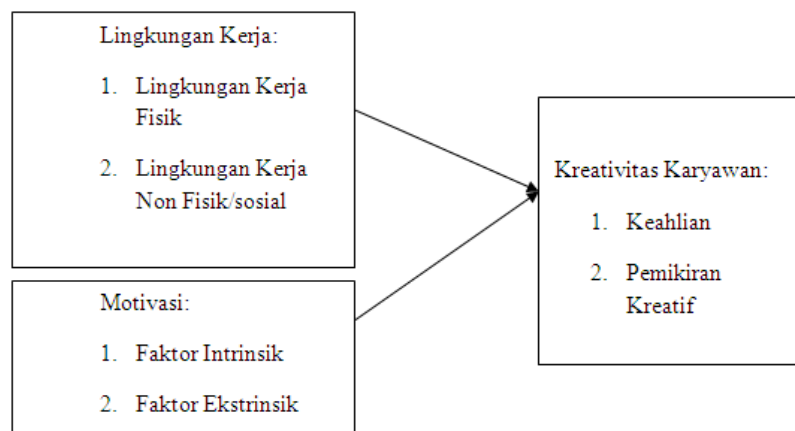 Lingkungan Kerja:
1. Lingkungan Kerja
Fisik
2. Lingkungan Kerja
Non Fisik/sosial
Motivasi:
1. Faktor Intrinsik
2. Faktor Ekstrinsik
Kreativitas Karyawan:
1. Keahlian
2. Pemikiran
Kreatif